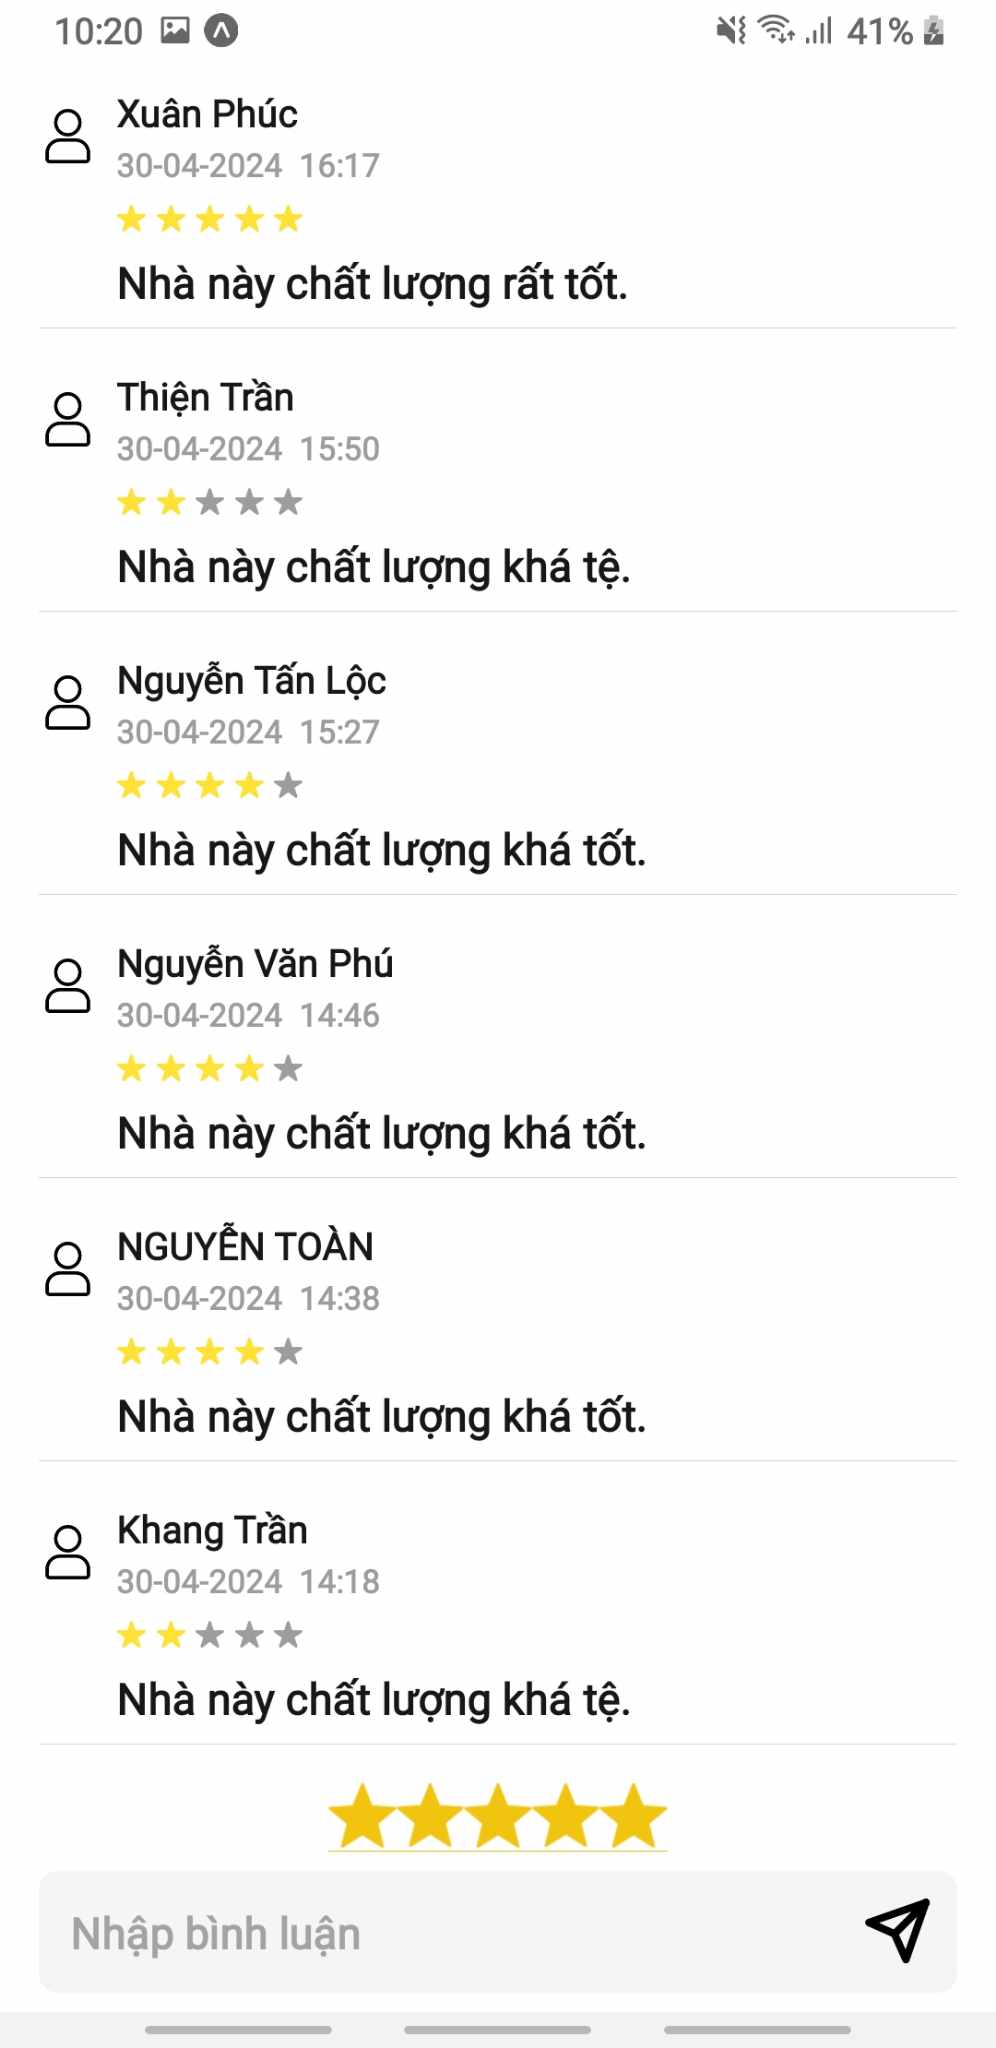 10:20 41%
Xuân Phúc
30-04-2024 16:17
Nhà này chất lượng rất tốt.
Thiện Trần
30-04-2024 15:50
Nhà này chất lượng khá tệ.
Nguyễn Tấn Lộc
30-04-2024 15:27
Nhà này chất lượng khá tốt.
Nguyễn Văn Phú
30-04-2024 14:46
Nhà này chất lượng khá tốt.
NGUYỄN TOÀN
30-04-2024 14:38
Nhà này chất lượng khá tốt.
Khang Trần
30-04-2024 14:18
Nhà này chất lượng khá tệ.
Nhập bình luận